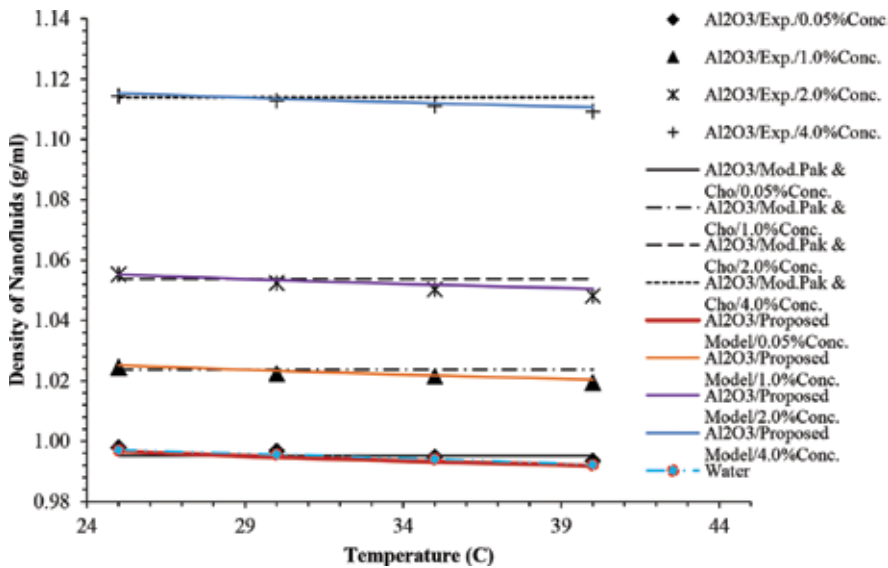 1.14
1.12
1.10
1.08
1.06
1.04
1.02
1.00
0.98
Density of Nanofluids (g/ml)
24
29
34
39
44
Temperature (C)
Al2O3/Exp./0.05%Conc.
Al2O3/Exp./1.0%Conc.
Al2O3/Exp./2.0%Conc.
Al2O3/Exp./4.0%Conc.
Al2O3/Mod.Pak &
Cho/0.05%Conc.
Al2O3/Mod.Pak &
Cho/1.0%Conc.
Al2O3/Mod.Pak &
Cho/2.0%Conc.
Al2O3/Mod.Pak &
Cho/4.0%Conc.
Al2O3/Proposed
Model/0.05%Conc.
Al2O3/Proposed
Model/1.0%Conc.
Al2O3/Proposed
Model/2.0%Conc.
Al2O3/Proposed
Model/4.0%Conc.
Water